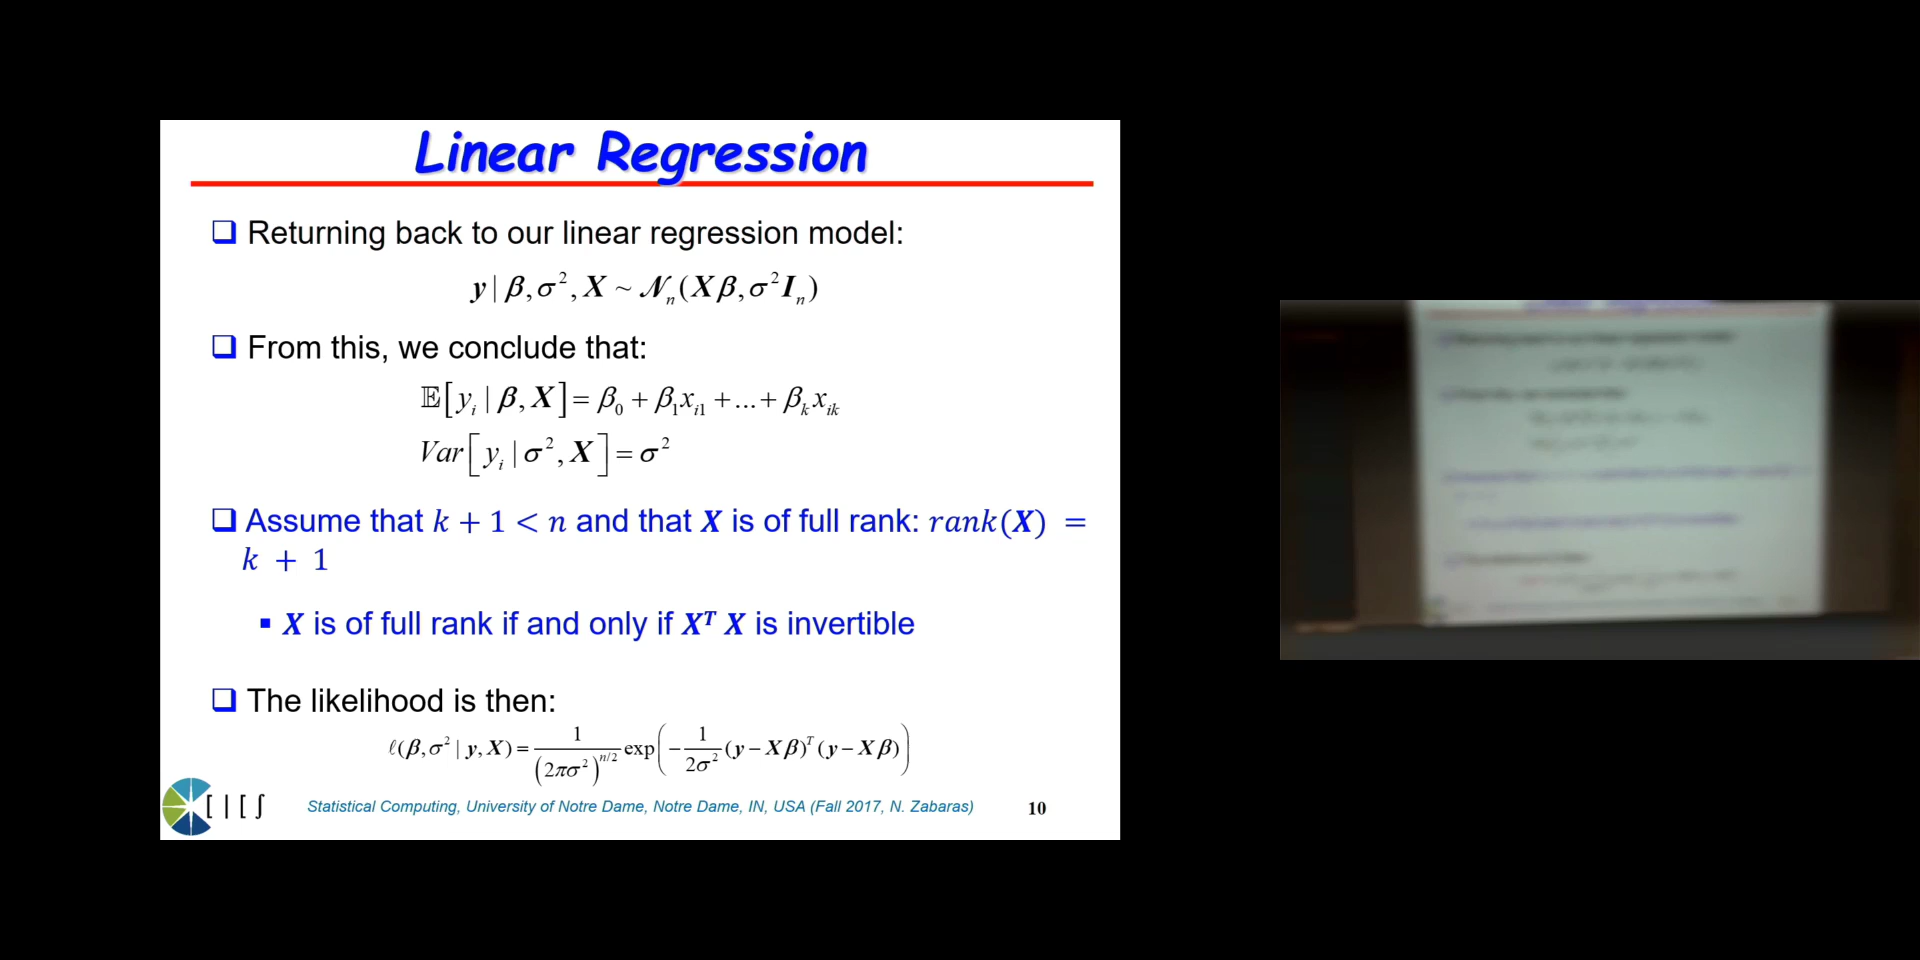 Linear Regression
❑ Returning back to our linear regression model:
y | β, σ², X ~ 𝒩ₙ(Xβ, σ²Iₙ)
❑ From this, we conclude that:
𝔼[yᵢ | β, X] = β₀ + β₁xᵢ₁ + ... + βₖxᵢₖ
Var[yᵢ | σ², X] = σ²
❑ Assume that k + 1 < n and that X is of full rank: rank(X) =
k + 1
▪ X is of full rank if and only if Xᵀ X is invertible
❑ The likelihood is then:
ℓ(β, σ² | y, X) = 1/(2πσ²)^{n/2} exp(−1/(2σ²) (y − Xβ)ᵀ (y − Xβ))
Statistical Computing, University of Notre Dame, Notre Dame, IN, USA (Fall 2017, N. Zabaras) 10